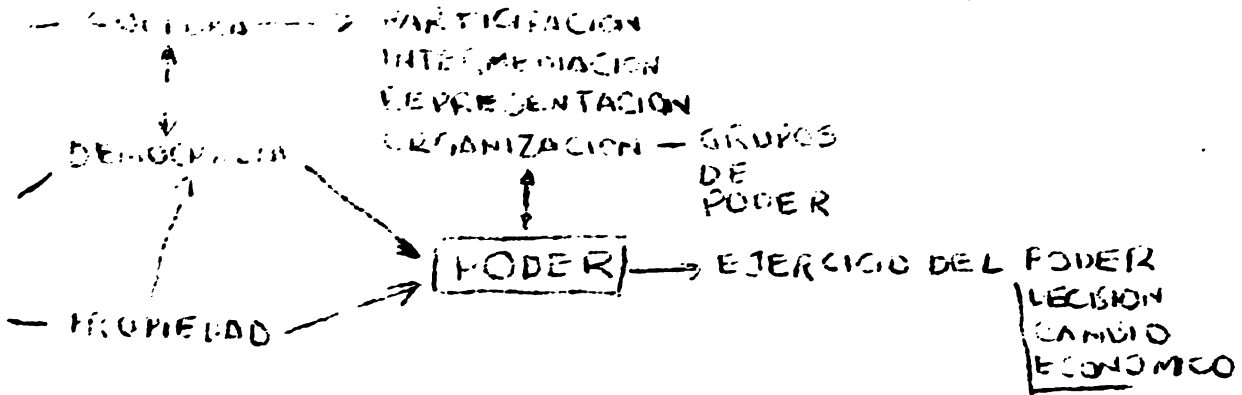 PARTICIPACION
INTERMEDIACION
REPRESENTACION
ORGANIZACION — GRUPOS
DE
PODER
DEMOCRACIA
PODER → EJERCICIO DEL PODER
DECISION
CAMBIO
ECONOMICO
PROPIEDAD